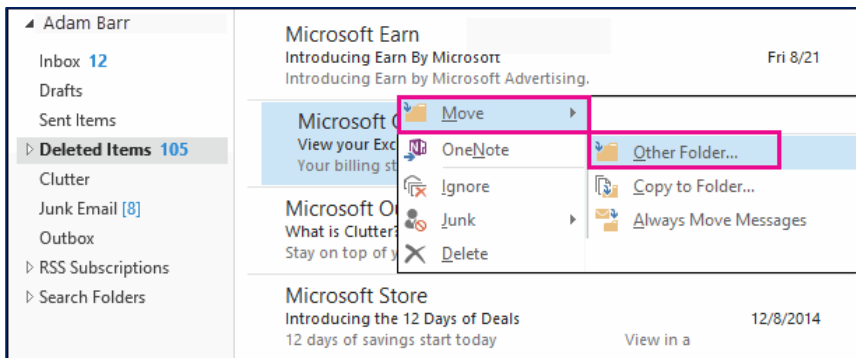 Adam Barr
Inbox 12
Drafts
Sent Items
Deleted Items 105
Clutter
Junk Email [8]
Outbox
RSS Subscriptions
Search Folders
Microsoft Earn
Introducing Earn By Microsoft Fri 8/21
Introducing Earn by Microsoft Advertising.
Microsoft
View your Exc
Your billing st
Microsoft
What is Clutter?
Stay on top of y
Microsoft Store
Introducing the 12 Days of Deals 12/8/2014
12 days of savings start today View in a
Move
OneNote
Ignore
Junk
Delete
Other Folder...
Copy to Folder...
Always Move Messages